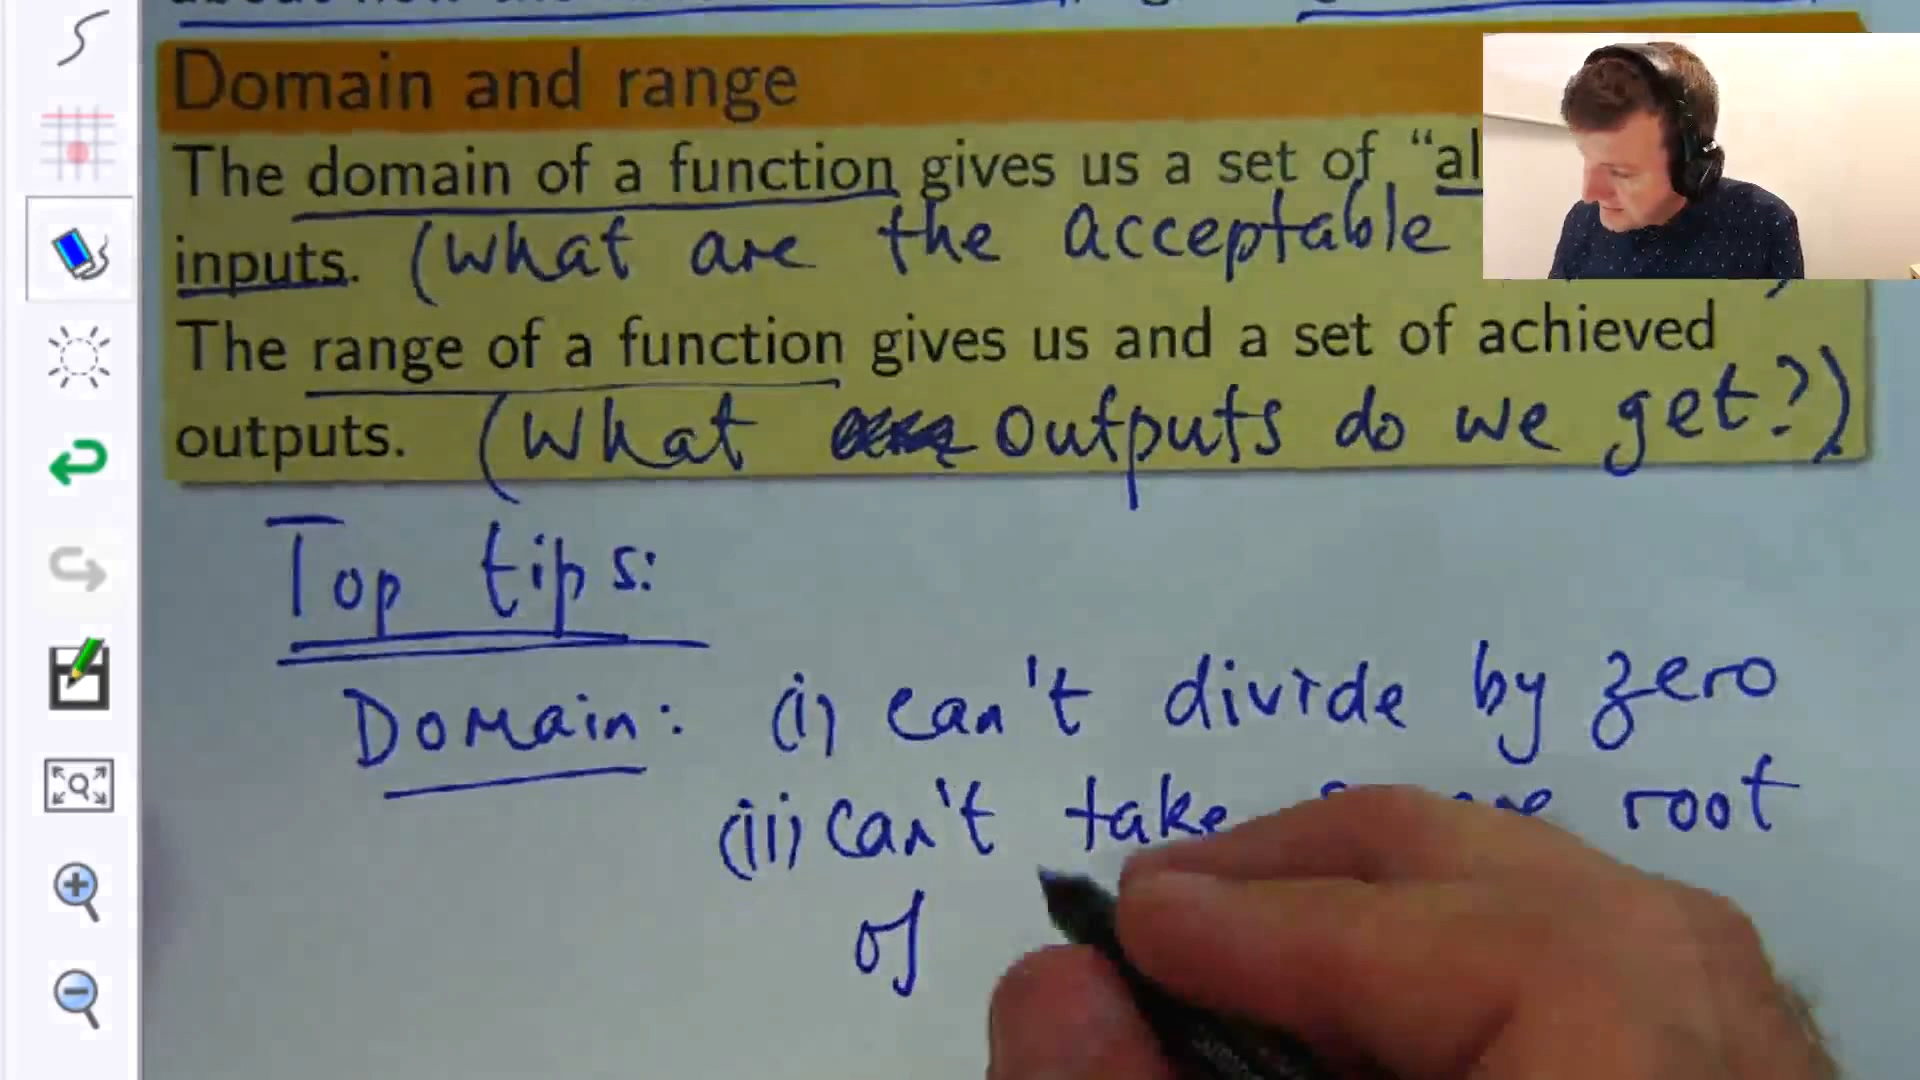 Domain and range
The domain of a function gives us a set of “al
inputs. (What are the acceptable
The range of a function gives us and a set of achieved
outputs. (What outputs do we get?)
Top tips:
Domain: (i) can't divide by zero
(ii) can't take root
of